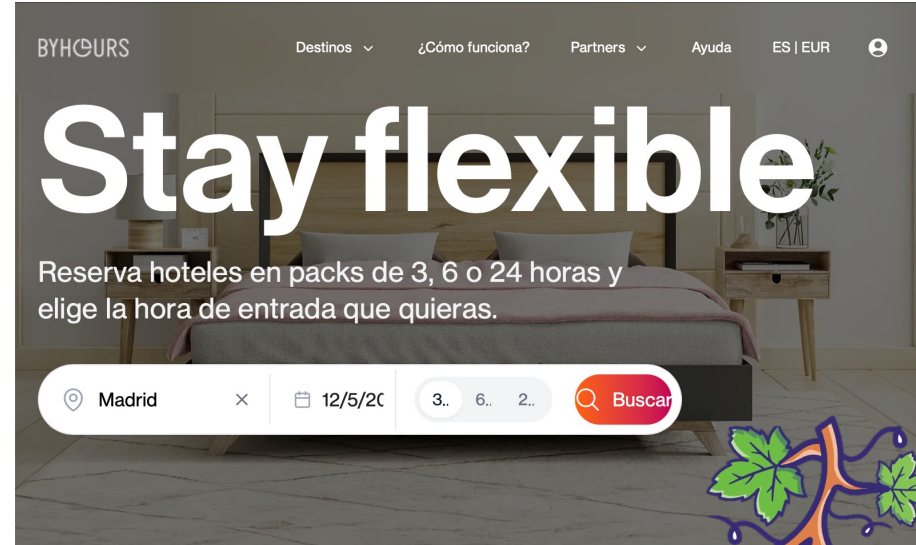 BYHOURS
Destinos
¿Cómo funciona?
Partners
Ayuda
ES | EUR
Stay flexible
Reserva hoteles en packs de 3, 6 o 24 horas y
elige la hora de entrada que quieras.
Madrid
12/5/20
3..
6..
2..
Buscar